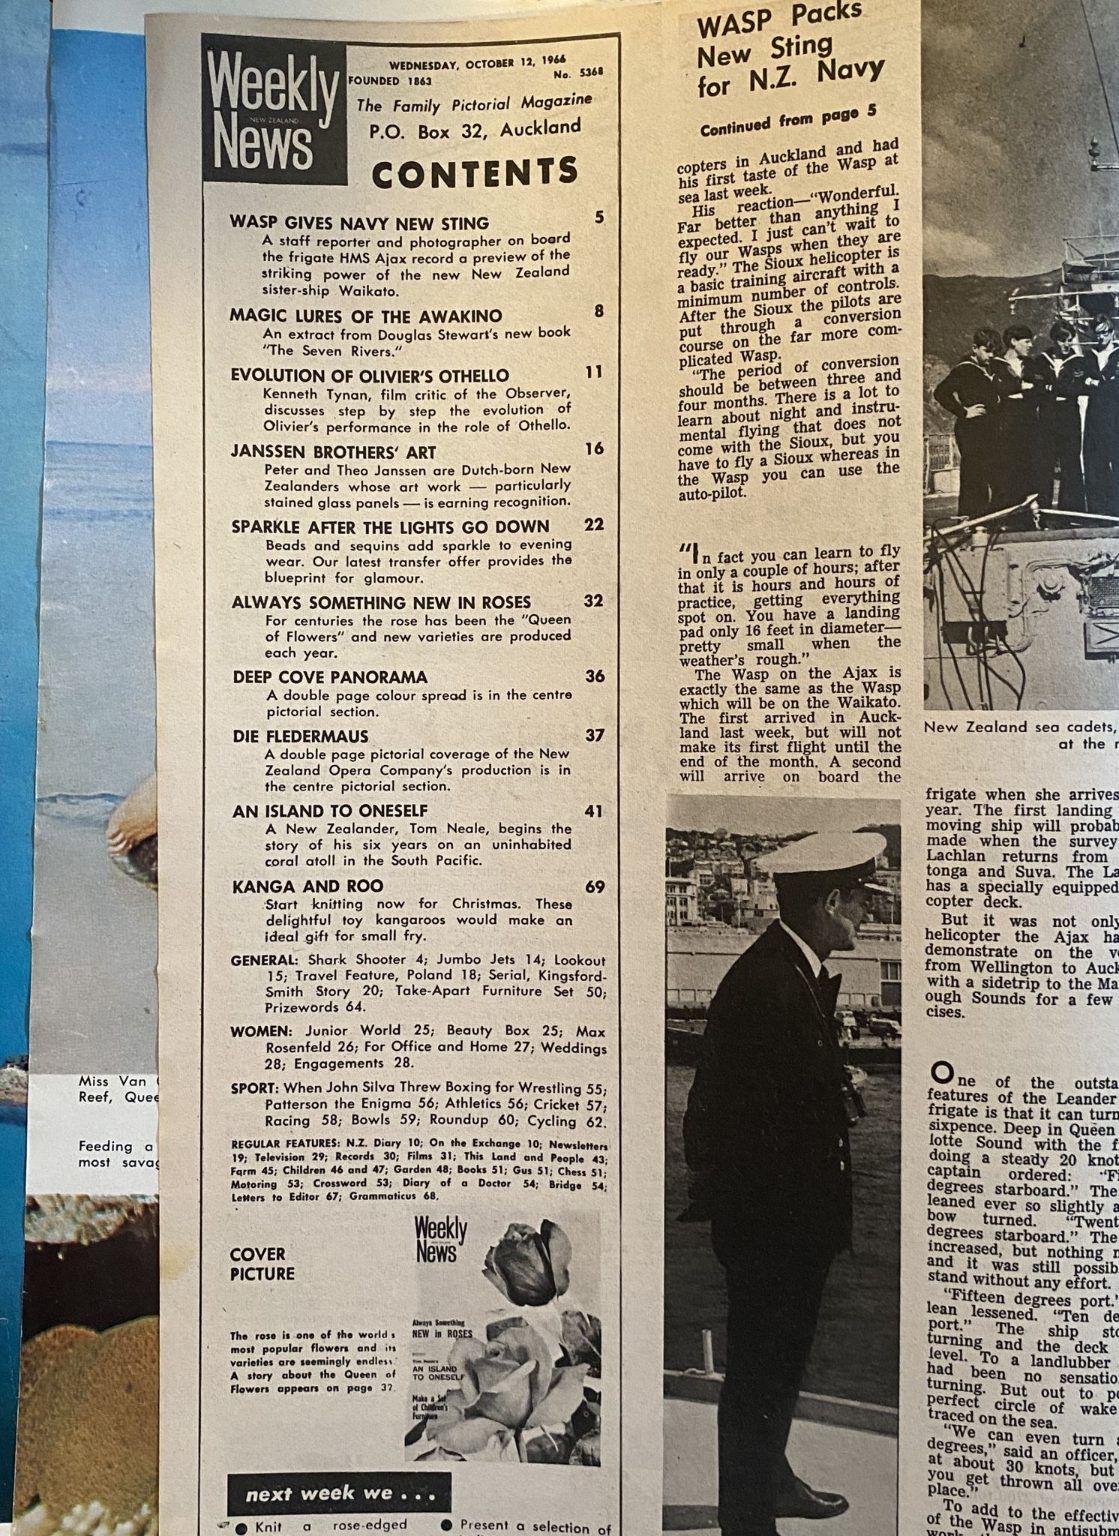 Weekly
NEW ZEALAND
News
WEDNESDAY, OCTOBER 12, 1966
FOUNDED 1863
No. 5368
The Family Pictorial Magazine
P.O. Box 32, Auckland
CONTENTS
WASP GIVES NAVY NEW STING 5
A staff reporter and photographer on board
the frigate HMS Ajax record a preview of the
striking power of the new New Zealand
sister-ship Waikato.
MAGIC LURES OF THE AWAKINO 8
An extract from Douglas Stewart's new book
"The Seven Rivers."
EVOLUTION OF OLIVIER'S OTHELLO 11
Kenneth Tynan, film critic of the Observer,
discusses step by step the evolution of
Olivier's performance in the role of Othello.
JANSSEN BROTHERS' ART 16
Peter and Theo Janssen are Dutch-born New
Zealanders whose art work — particularly
stained glass panels — is earning recognition.
SPARKLE AFTER THE LIGHTS GO DOWN 22
Beads and sequins add sparkle to evening
wear. Our latest transfer offer provides the
blueprint for glamour.
ALWAYS SOMETHING NEW IN ROSES 32
For centuries the rose has been the "Queen
of Flowers" and new varieties are produced
each year.
DEEP COVE PANORAMA 36
A double page colour spread is in the centre
pictorial section.
DIE FLEDERMAUS 37
A double page pictorial coverage of the New
Zealand Opera Company's production is in
the centre pictorial section.
AN ISLAND TO ONESELF 41
A New Zealander, Tom Neale, begins the
story of his six years on an uninhabited
coral atoll in the South Pacific.
KANGA AND ROO 69
Start knitting now for Christmas. These
delightful toy kangaroos would make an
ideal gift for small fry.
GENERAL: Shark Shooter 4; Jumbo Jets 14; Lookout
15; Travel Feature, Poland 18; Serial, Kingsford-
Smith Story 20; Take-Apart Furniture Set 50;
Prizewords 64.
WOMEN: Junior World 25; Beauty Box 25; Max
Rosenfeld 26; For Office and Home 27; Weddings
28; Engagements 28.
SPORT: When John Silva Threw Boxing for Wrestling 55;
Patterson the Enigma 56; Athletics 56; Cricket 57;
Racing 58; Bowls 59; Roundup 60; Cycling 62.
REGULAR FEATURES: N.Z. Diary 10; On the Exchange 10; Newsletters
19; Television 29; Records 30; Films 31; This Land and People 43;
Farm 45; Children 46 and 47; Garden 48; Books 51; Gus 51; Chess 51;
Motoring 53; Crossword 53; Diary of a Doctor 54; Bridge 54;
Letters to Editor 67; Grammaticus 68.
COVER
PICTURE
The rose is one of the world s
most popular flowers and its
varieties are seemingly endless
A story about the Queen of
Flowers appears on page 32.
Weekly
News
Always Something
NEW in ROSES
AN ISLAND
TO ONESELF
Make a Set
of Children's
Furniture
next week we . . .
● Knit a rose-edged
● Present a selection of
WASP Packs
New Sting
for N.Z. Navy
Continued from page 5
copters in Auckland and had
his first taste of the Wasp at
sea last week.
His reaction—"Wonderful.
Far better than anything I
expected. I just can't wait to
fly our Wasps when they are
ready." The Sioux helicopter is
a basic training aircraft with a
minimum number of controls.
After the Sioux the pilots are
put through a conversion
course on the far more com-
plicated Wasp.
"The period of conversion
should be between three and
four months. There is a lot to
learn about night and instru-
mental flying that does not
come with the Sioux, but you
have to fly a Sioux whereas in
the Wasp you can use the
auto-pilot.
"In fact you can learn to fly
in only a couple of hours; after
that it is hours and hours of
practice, getting everything
spot on. You have a landing
pad only 16 feet in diameter—
pretty small when the
weather's rough."
The Wasp on the Ajax is
exactly the same as the Wasp
which will be on the Waikato.
The first arrived in Auck-
land last week, but will not
make its first flight until the
end of the month. A second
will arrive on board the
New Zealand sea cadets,
at the
frigate when she arrives
year. The first landing
moving ship will probab
made when the survey
Lachlan returns from
tonga and Suva. The La
has a specially equipped
copter deck.
But it was not only
helicopter the Ajax ha
demonstrate on the v
from Wellington to Auck
with a sidetrip to the Ma
ough Sounds for a few
cises.
One of the outsta
features of the Leander
frigate is that it can turn
sixpence. Deep in Queen
lotte Sound with the f
doing a steady 20 knot
captain ordered: "Fi
degrees starboard." The
leaned ever so slightly a
bow turned. "Twent
degrees starboard." The
increased, but nothing
and it was still possib
stand without any effort.
"Fifteen degrees port."
lean lessened. "Ten de
port." The ship sto
turning and the deck
level. To a landlubber
had been no sensatio
turning. But out to po
perfect circle of wake
traced on the sea.
"We can even turn
degrees," said an officer,
at about 30 knots, but
you get thrown all ove
place."
To add to the effecti
of the Wasp an antisub
Miss Van
Reef, Quee
Feeding a
most savag